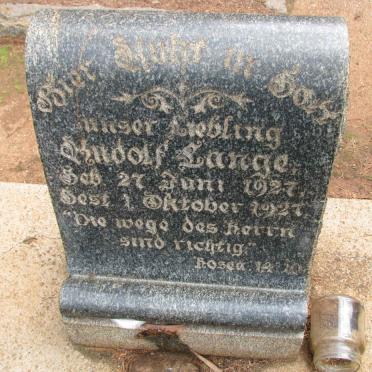 Hier Ruht in Gott
unser Liebling
Rudolf Lange.
Geb. 27 Juni 1927.
Gest. 1. Oktober 1927
"Die wege des Herrn
sind richtig."
Hosea 14:10